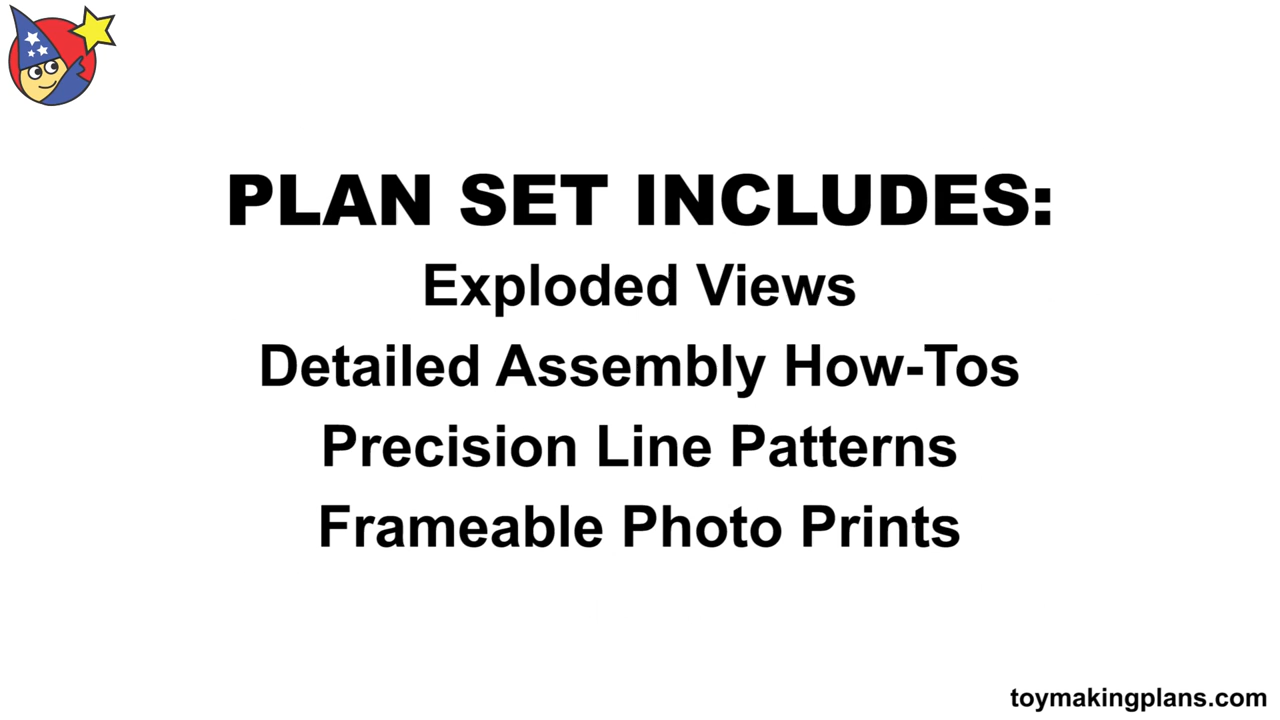 PLAN SET INCLUDES:
Exploded Views
Detailed Assembly How-Tos
Precision Line Patterns
Frameable Photo Prints
toymakingplans.com